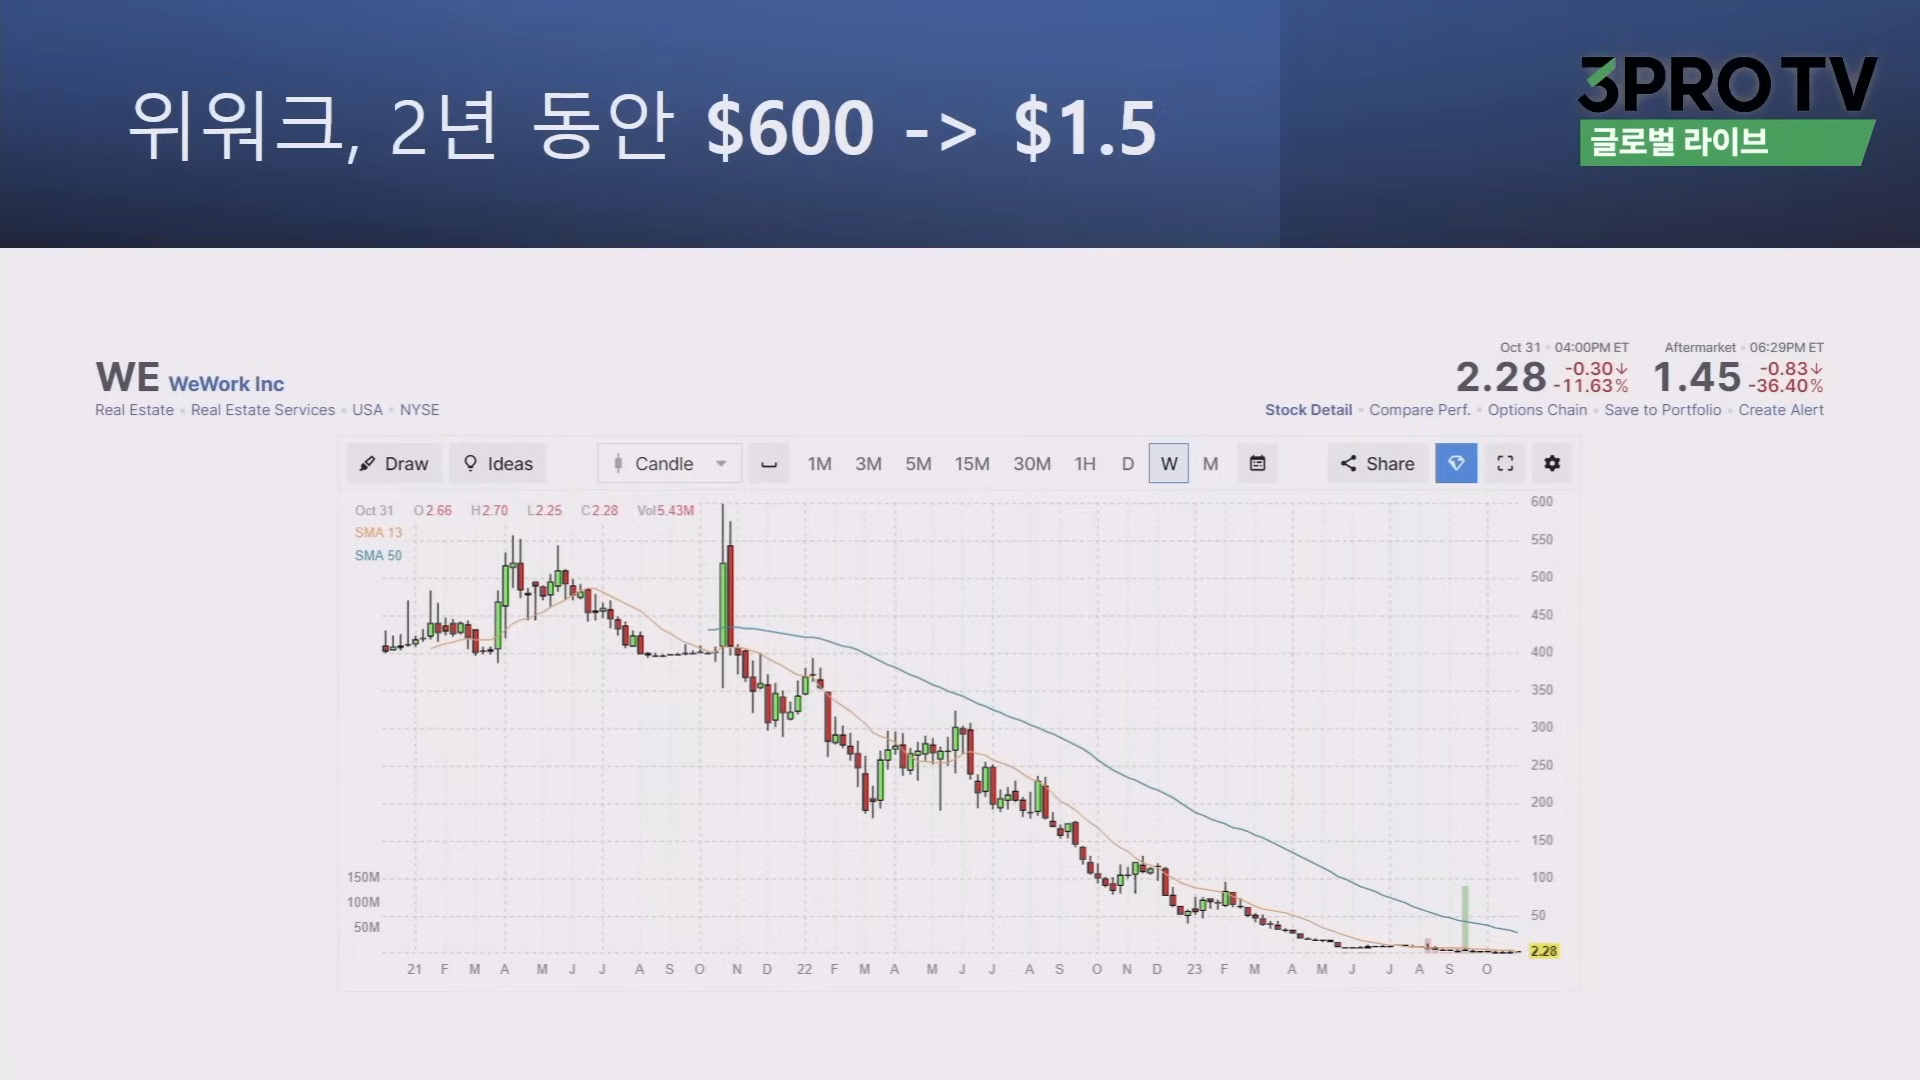 위워크, 2년 동안 $600 -> $1.5
3PRO TV
글로벌 라이브
WE WeWork Inc
Real Estate • Real Estate Services • USA • NYSE
Oct 31 • 04:00PM ET
2.28 -0.30↓ -11.63%
Aftermarket • 06:29PM ET
1.45 -0.83↓ -36.40%
Stock Detail • Compare Perf. • Options Chain • Save to Portfolio • Create Alert
Draw Ideas Candle 1M 3M 5M 15M 30M 1H D W M Share
Oct 31 O2.66 H2.70 L2.25 C2.28 Vol5.43M
SMA 13
SMA 50
600
550
500
450
400
350
300
250
200
150
100
50
2.28
150M
100M
50M
21 F M A M J J A S O N D 22 F M A M J J A S O N D 23 F M A M J J A S O